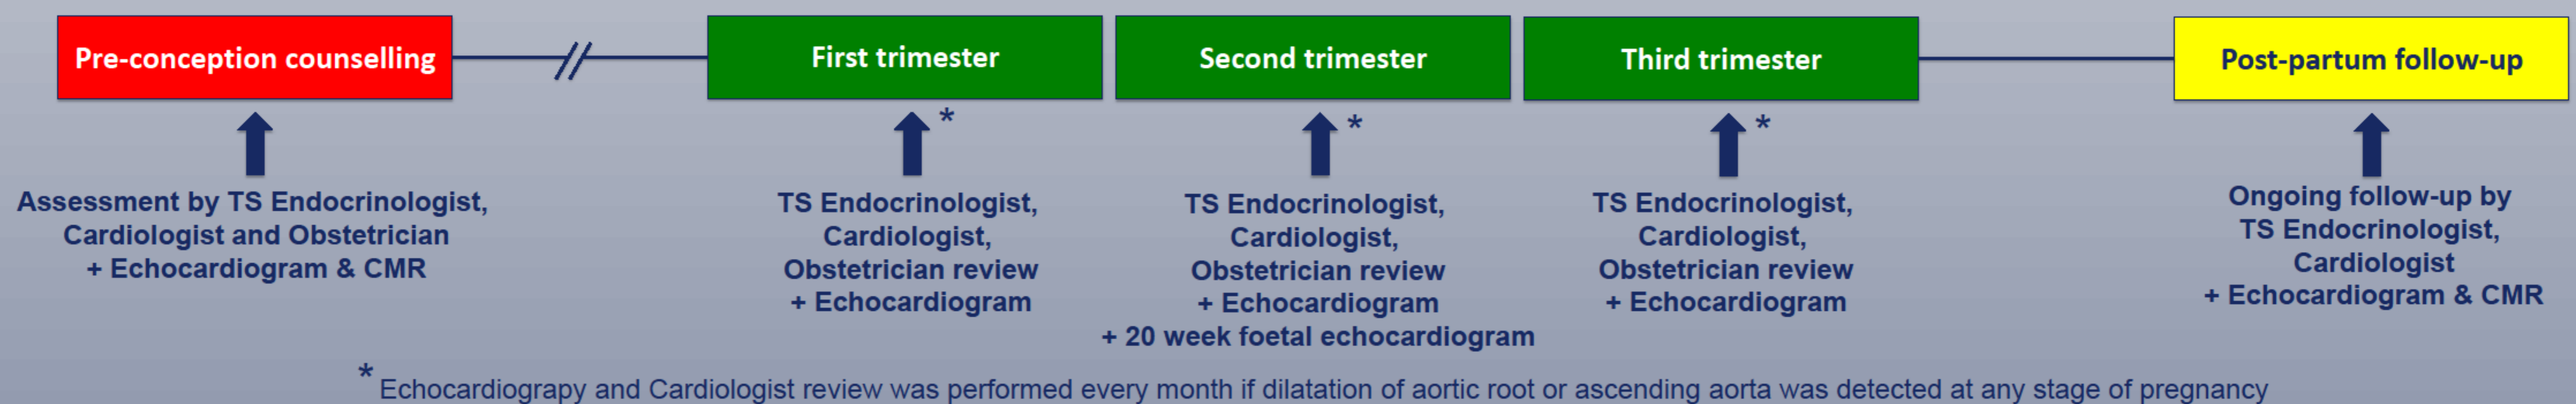 Pre-conception counselling
First trimester
Second trimester
Third trimester
Post-partum follow-up
*
*
*
Assessment by TS Endocrinologist,
Cardiologist and Obstetrician
+ Echocardiogram & CMR
TS Endocrinologist,
Cardiologist,
Obstetrician review
+ Echocardiogram
TS Endocrinologist,
Cardiologist,
Obstetrician review
+ Echocardiogram
+ 20 week foetal echocardiogram
TS Endocrinologist,
Cardiologist,
Obstetrician review
+ Echocardiogram
Ongoing follow-up by
TS Endocrinologist,
Cardiologist
+ Echocardiogram & CMR
* Echocardiograpy and Cardiologist review was performed every month if dilatation of aortic root or ascending aorta was detected at any stage of pregnancy